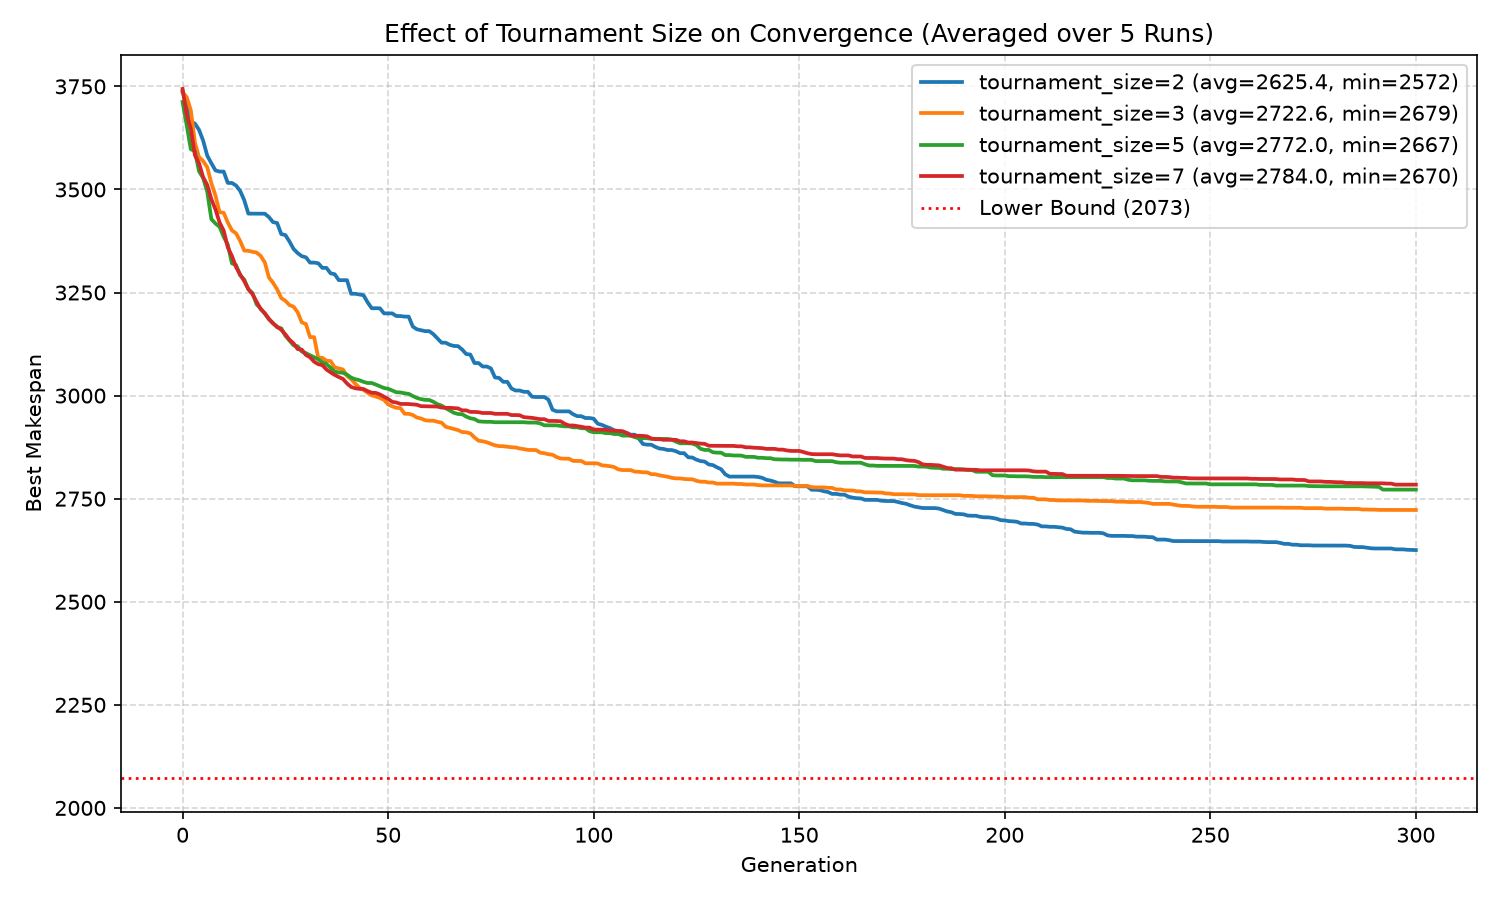 Effect of Tournament Size on Convergence (Averaged over 5 Runs)
tournament_size=2 (avg=2625.4, min=2572)
tournament_size=3 (avg=2722.6, min=2679)
tournament_size=5 (avg=2772.0, min=2667)
tournament_size=7 (avg=2784.0, min=2670)
Lower Bound (2073)
Best Makespan
3750
3500
3250
3000
2750
2500
2250
2000
0 50 100 150 200 250 300
Generation